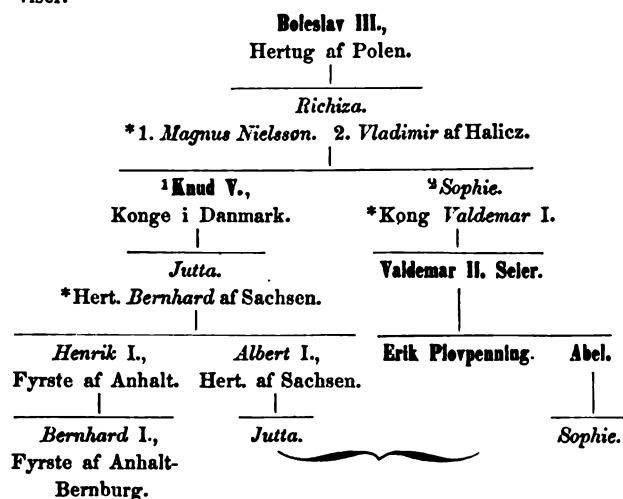 viser:
Boleslav III.,
Hertug af Polen.
Richiza.
*1. Magnus Nielsson. 2. Vladimir af Halicz.
¹Knud V., ²Sophie.
Konge i Danmark. *Kong Valdemar I.
Jutta. Valdemar II. Seier.
*Hert. Bernhard af Sachsen.
Henrik I., Albert I., Erik Plovpenning. Abel.
Fyrste af Anhalt. Hert. af Sachsen.
Bernhard I., Jutta. Sophie.
Fyrste af Anhalt-
Bernburg.